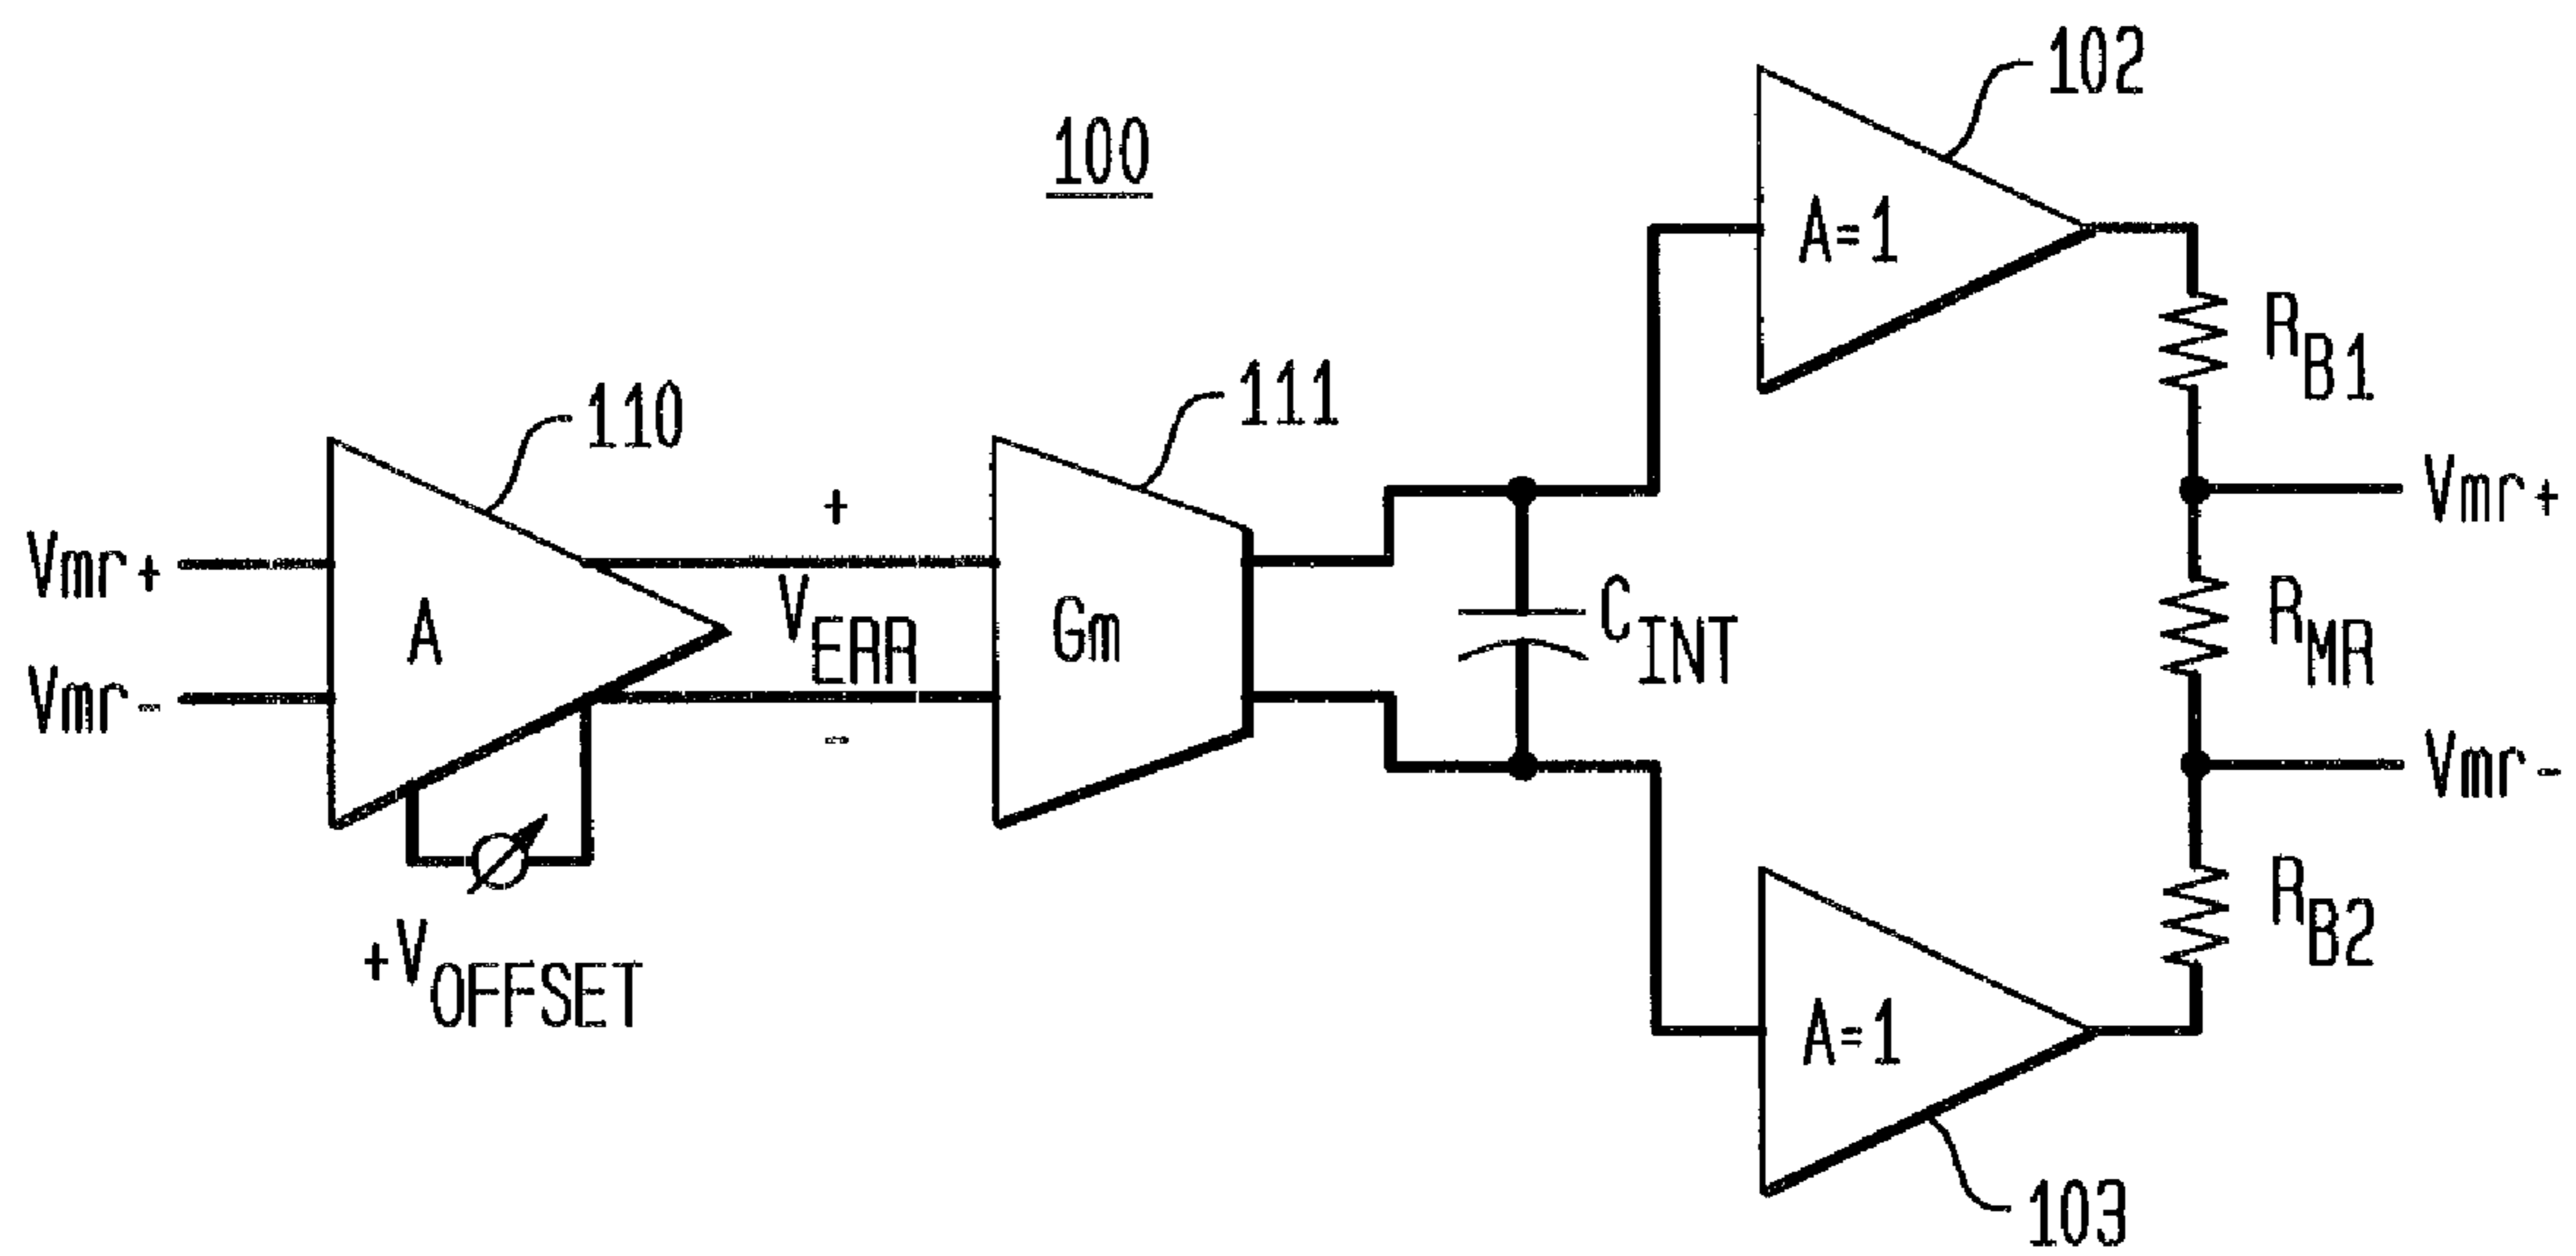 100
102
A=1
RB1
110
111
Vmr+
Vmr-
A
+
VERR
-
Gm
CINT
Vmr+
RMR
Vmr-
+VOFFSET
RB2
A=1
103